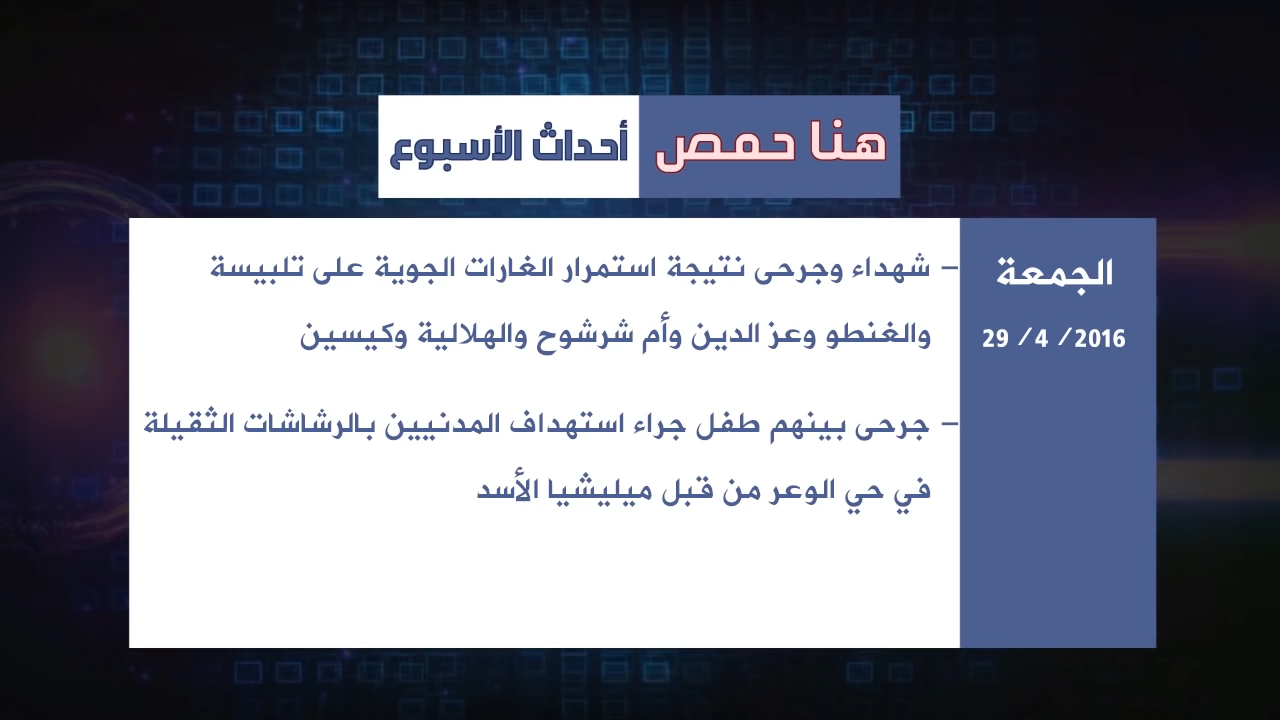 هنا حمص أحداث الأسبوع
الجمعة
29 /4 /2016
– شهداء وجرحى نتيجة استمرار الغارات الجوية على تلبيسة
والغنطو وعز الدين وأم شرشوح والهلالية وكيسين
– جرحى بينهم طفل جراء استهداف المدنيين بالرشاشات الثقيلة
في حي الوعر من قبل ميليشيا الأسد